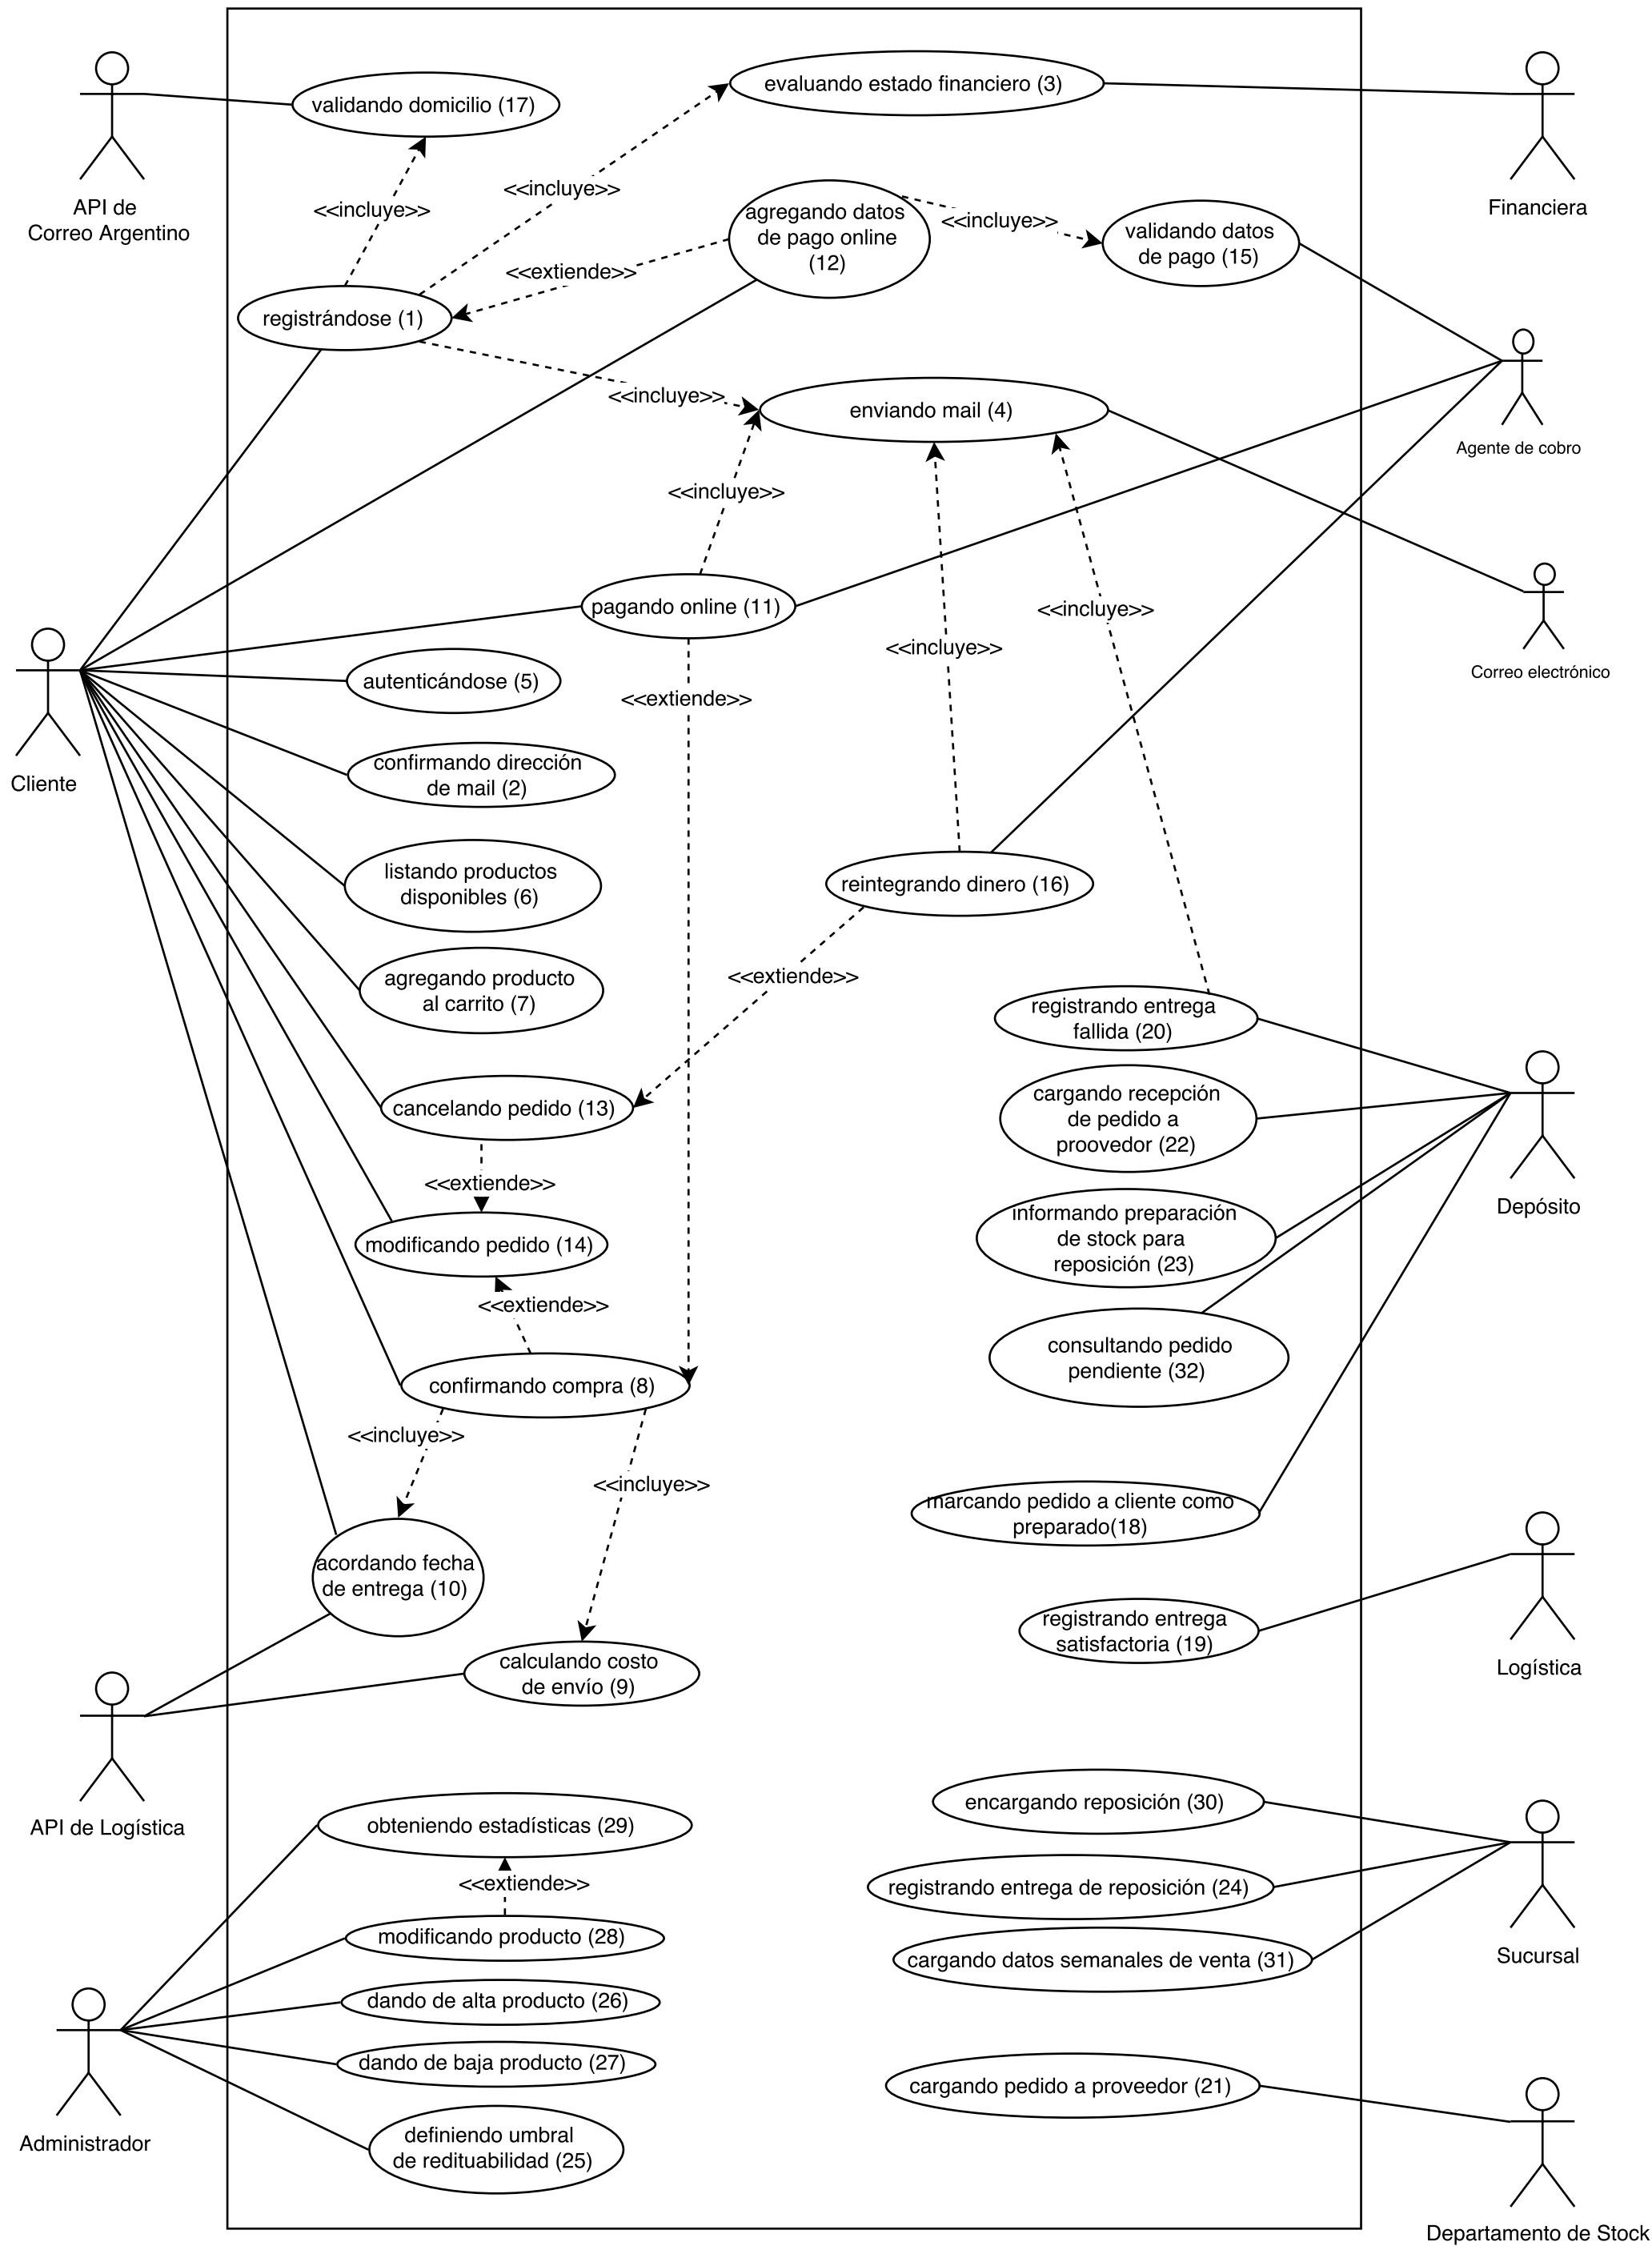 evaluando estado financiero (3)
validando domicilio (17)
<<incluye>>
API de
Correo Argentino
<<incluye>>
Financiera
agregando datos
de pago online
(12)
<<incluye>>
validando datos
de pago (15)
<<extiende>>
registrándose (1)
<<incluye>>
enviando mail (4)
Agente de cobro
<<incluye>>
pagando online (11)
<<incluye>>
<<incluye>>
Correo electrónico
autenticándose (5)
<<extiende>>
Cliente
confirmando dirección
de mail (2)
listando productos
disponibles (6)
reintegrando dinero (16)
agregando producto
al carrito (7)
<<extiende>>
registrando entrega
fallida (20)
cancelando pedido (13)
cargando recepción
de pedido a
proovedor (22)
<<extiende>>
Depósito
modificando pedido (14)
informando preparación
de stock para
reposición (23)
<<extiende>>
consultando pedido
pendiente (32)
confirmando compra (8)
<<incluye>>
<<incluye>>
marcando pedido a cliente como
preparado(18)
acordando fecha
de entrega (10)
registrando entrega
satisfactoria (19)
Logística
calculando costo
de envío (9)
API de Logística
obteniendo estadísticas (29)
encargando reposición (30)
<<extiende>>
registrando entrega de reposición (24)
modificando producto (28)
cargando datos semanales de venta (31)
Sucursal
dando de alta producto (26)
dando de baja producto (27)
cargando pedido a proveedor (21)
Administrador
definiendo umbral
de redituabilidad (25)
Departamento de Stock